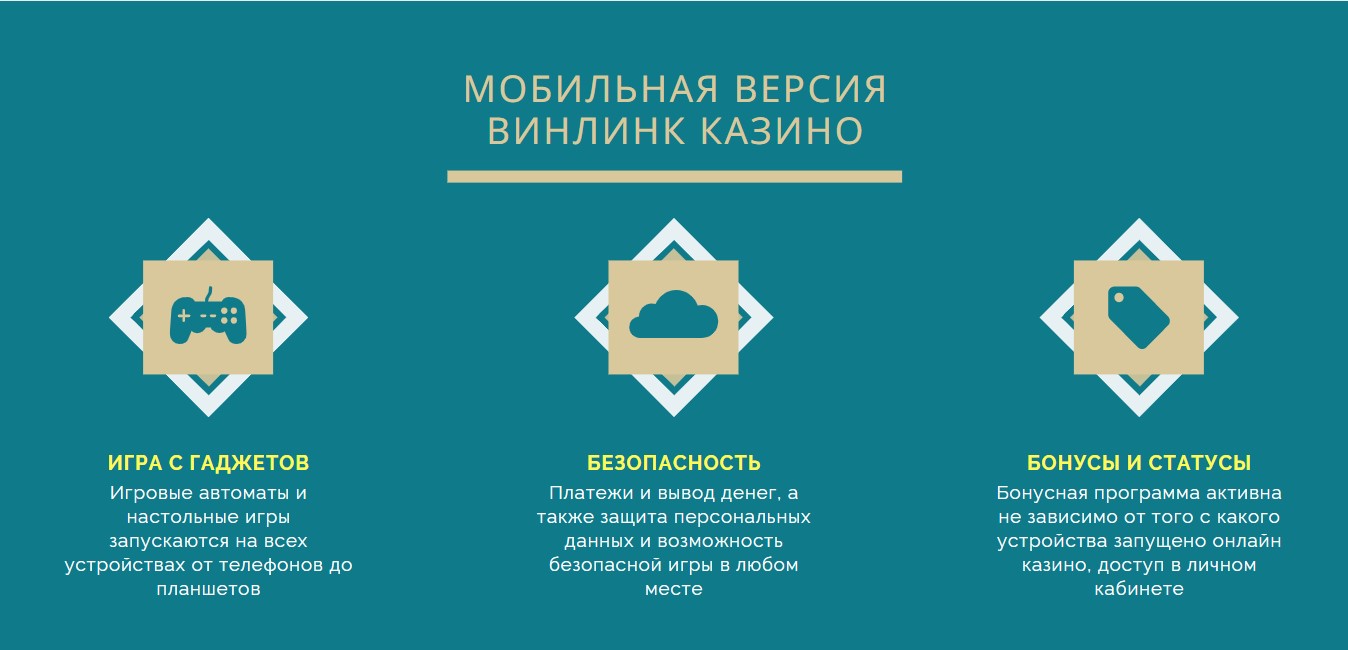 МОБИЛЬНАЯ ВЕРСИЯ
ВИНЛИНК КАЗИНО
ИГРА С ГАДЖЕТОВ
Игровые автоматы и
настольные игры
запускаются на всех
устройствах от телефонов до
планшетов
БЕЗОПАСНОСТЬ
Платежи и вывод денег, а
также защита персональных
данных и возможность
безопасной игры в любом
месте
БОНУСЫ И СТАТУСЫ
Бонусная программа активна
не зависимо от того с какого
устройства запущено онлайн
казино, доступ в личном
кабинете